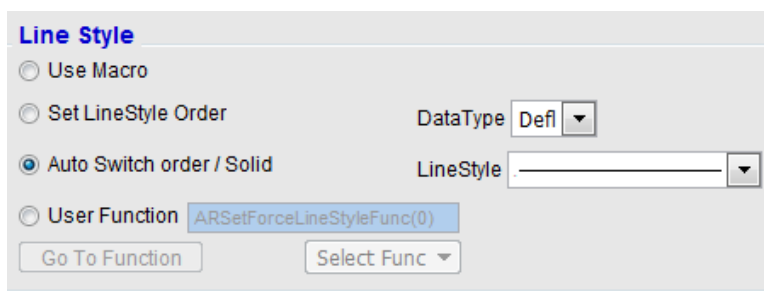 Line Style
Use Macro
Set LineStyle Order
DataType Defl
Auto Switch order / Solid
LineStyle
User Function ARSetForceLineStyleFunc(0)
Go To Function
Select Func